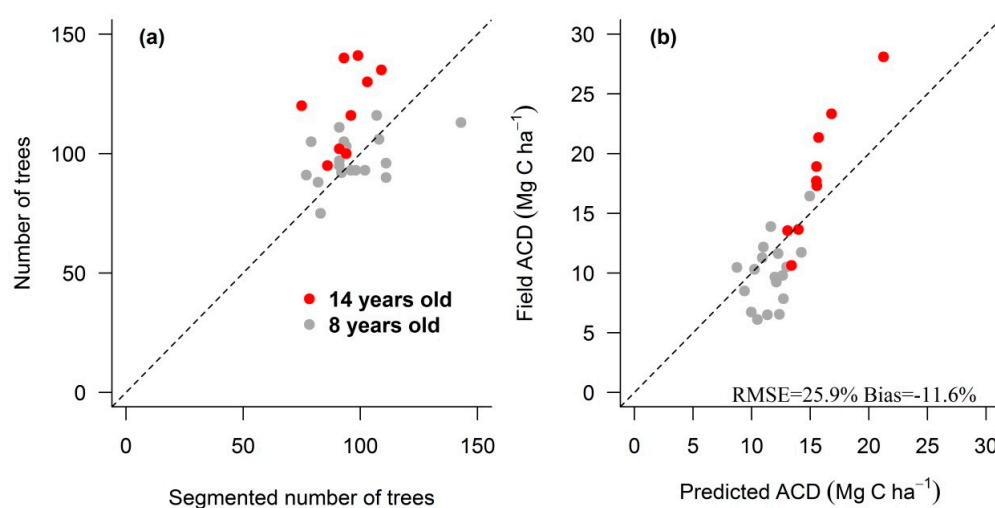 (a)
150
100
50
0
Number of trees
14 years old
8 years old
0
50
100
150
Segmented number of trees
(b)
30
25
20
15
10
5
0
Field ACD (Mg C ha⁻¹)
RMSE=25.9% Bias=-11.6%
0
5
10
15
20
25
30
Predicted ACD (Mg C ha⁻¹)